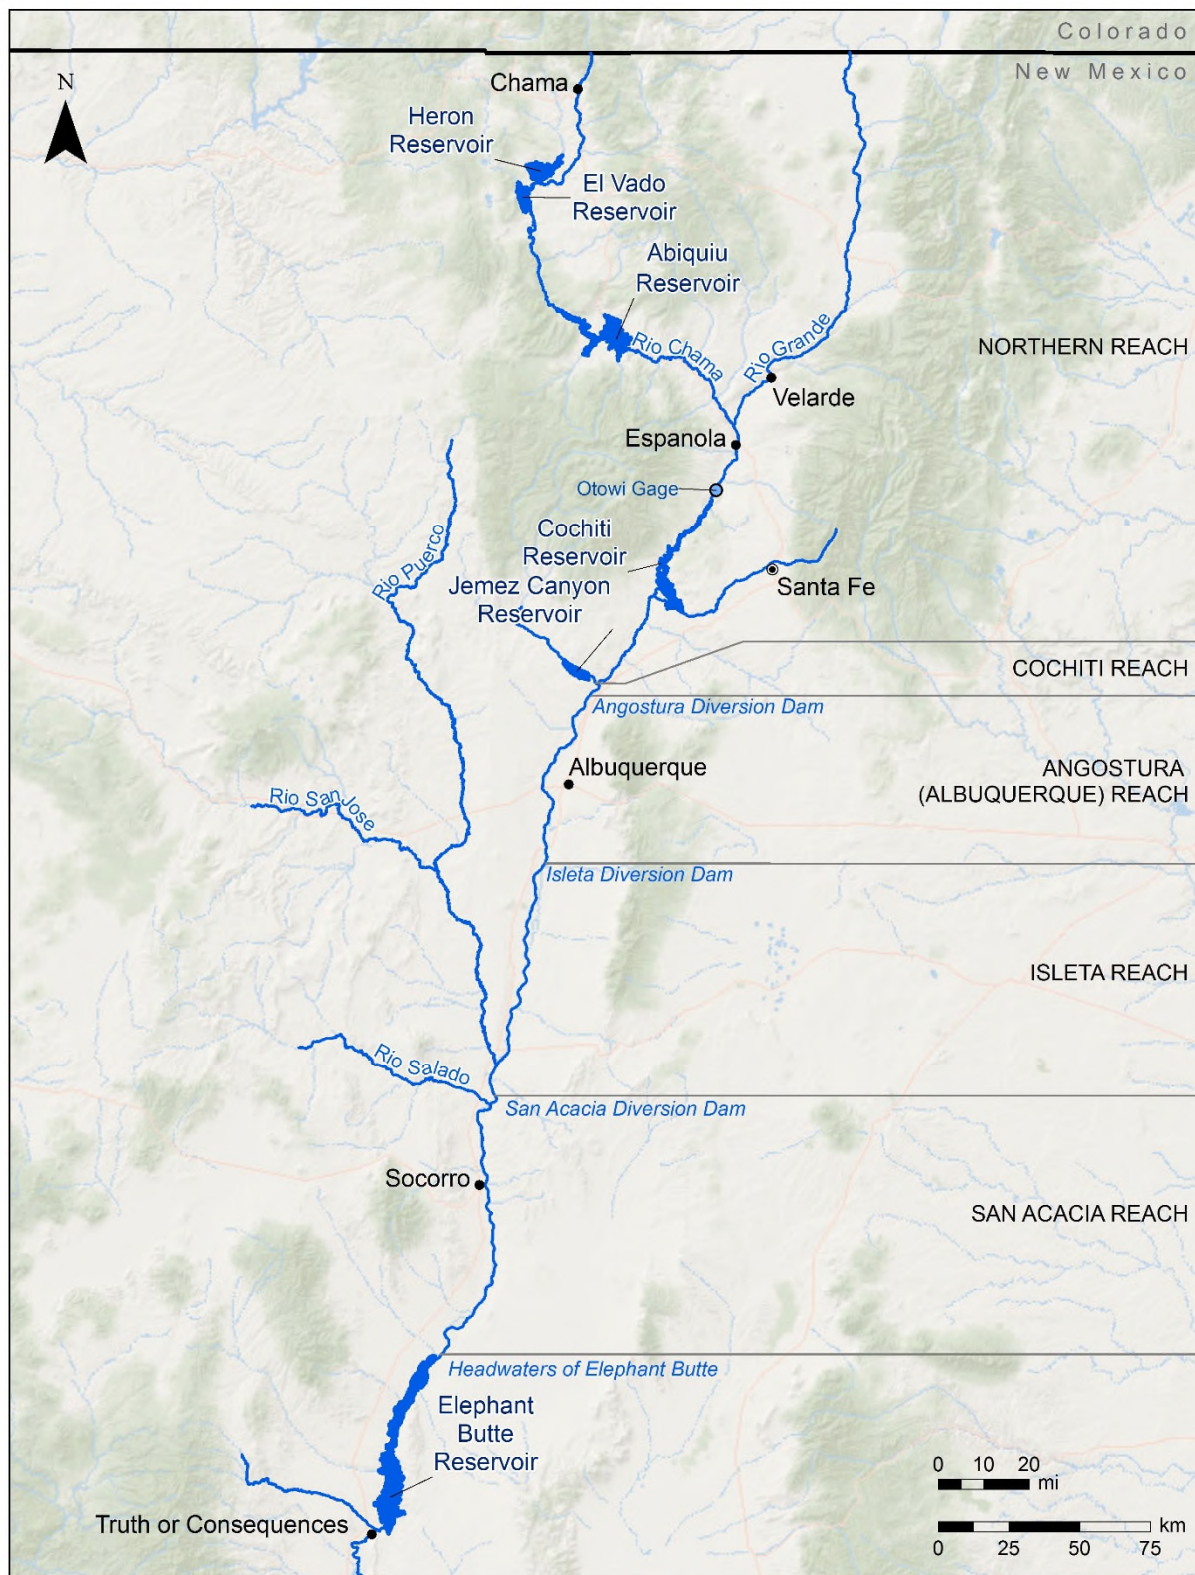 Colorado
New Mexico
N
Chama
Heron
Reservoir
El Vado
Reservoir
Abiquiu
Reservoir
Rio Chama
Rio Grande
NORTHERN REACH
Velarde
Espanola
Otowi Gage
Rio Puerco
Cochiti
Reservoir
Jemez Canyon
Reservoir
Santa Fe
COCHITI REACH
Angostura Diversion Dam
Albuquerque
ANGOSTURA
(ALBUQUERQUE) REACH
Rio San Jose
Isleta Diversion Dam
ISLETA REACH
Rio Salado
San Acacia Diversion Dam
Socorro
SAN ACACIA REACH
Headwaters of Elephant Butte
Elephant
Butte
Reservoir
Truth or Consequences
0 10 20
mi
km
0 25 50 75